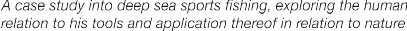 A case study into deep sea sports fishing, exploring the human
relation to his tools and application thereof in relation to nature